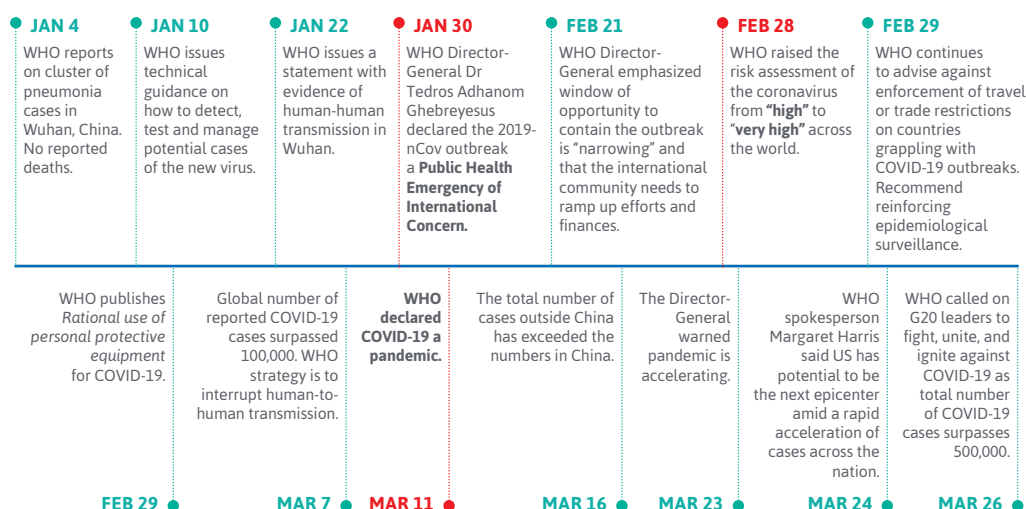 JAN 4
WHO reports
on cluster of
pneumonia
cases in
Wuhan, China.
No reported
deaths.
JAN 10
WHO issues
technical
guidance on
how to detect,
test and manage
potential cases
of the new virus.
JAN 22
WHO issues a
statement with
evidence of
human-human
transmission in
Wuhan.
JAN 30
WHO Director-
General Dr
Tedros Adhanom
Ghebreyesus
declared the 2019-
nCov outbreak
a Public Health
Emergency of
International
Concern.
FEB 21
WHO Director-
General emphasized
window of
opportunity to
contain the outbreak
is “narrowing” and
that the international
community needs to
ramp up efforts and
finances.
FEB 28
WHO raised the
risk assessment of
the coronavirus
from “high” to
“very high” across
the world.
FEB 29
WHO continues
to advise against
enforcement of travel
or trade restrictions
on countries
grappling with
COVID-19 outbreaks.
Recommend
reinforcing
epidemiological
surveillance.
WHO publishes
Rational use of
personal protective
equipment
for COVID-19.
FEB 29
Global number of
reported COVID-19
cases surpassed
100,000. WHO
strategy is to
interrupt human-to-
human transmission.
MAR 7
WHO
declared
COVID-19 a
pandemic.
MAR 11
The total number of
cases outside China
has exceeded the
numbers in China.
MAR 16
The Director-
General
warned
pandemic is
accelerating.
MAR 23
WHO
spokesperson
Margaret Harris
said US has
potential to be
the next epicenter
amid a rapid
acceleration of
cases across the
nation.
MAR 24
WHO called on
G20 leaders to
fight, unite, and
ignite against
COVID-19 as
total number
of COVID-19
cases surpasses
500,000.
MAR 26